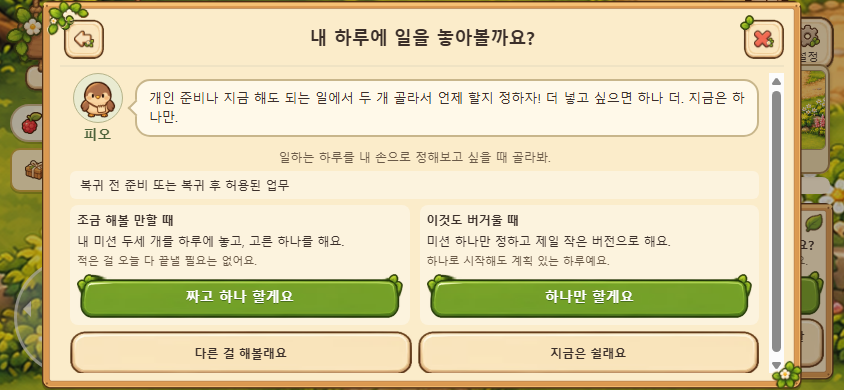 내 하루에 일을 놓아볼까요?
설정
개인 준비나 지금 해도 되는 일에서 두 개 골라서 언제 할지 정하자! 더 넣고 싶으면 하나 더. 지금은 하
나만.
피오
일하는 하루를 내 손으로 정해보고 싶을 때 골라봐.
복귀 전 준비 또는 복귀 후 허용된 업무
조금 해볼 만할 때
내 미션 두세 개를 하루에 놓고, 고른 하나를 해요.
적은 걸 오늘 다 끝낼 필요는 없어요.
짜고 하나 할게요
이것도 버거울 때
미션 하나만 정하고 제일 작은 버전으로 해요.
하나로 시작해도 계획 있는 하루예요.
하나만 할게요
다른 걸 해볼래요
지금은 쉴래요